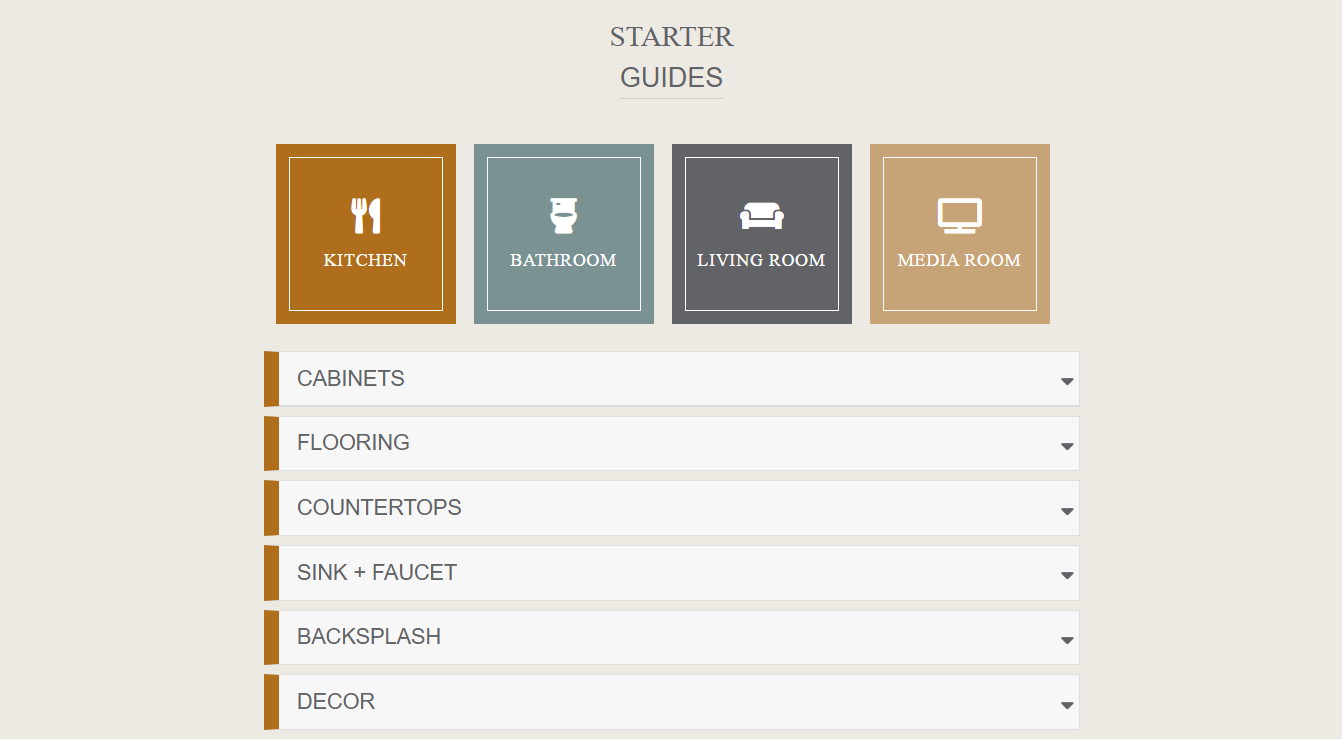 STARTER
GUIDES
KITCHEN
BATHROOM
LIVING ROOM
MEDIA ROOM
CABINETS
FLOORING
COUNTERTOPS
SINK + FAUCET
BACKSPLASH
DECOR